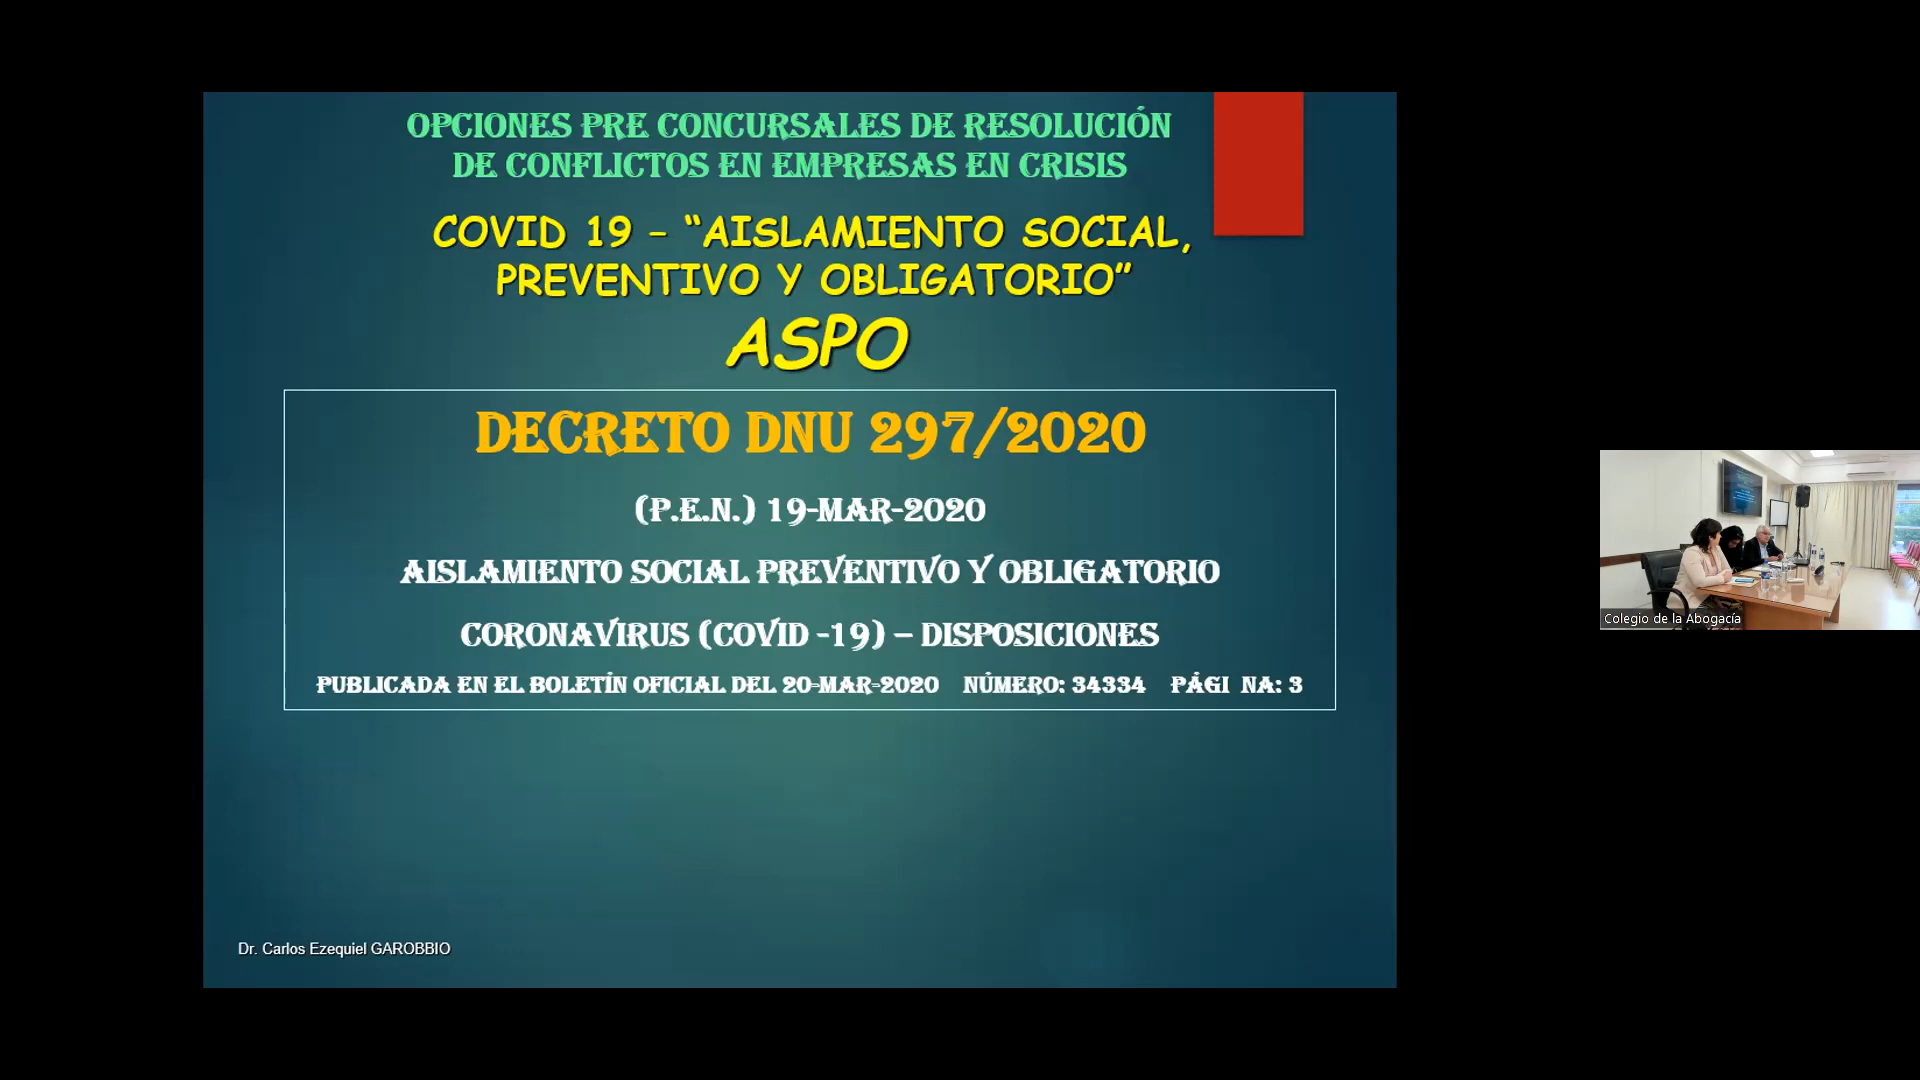 OPCIONES PRE CONCURSALES DE RESOLUCIÓN
DE CONFLICTOS EN EMPRESAS EN CRISIS
COVID 19 – “AISLAMIENTO SOCIAL,
PREVENTIVO Y OBLIGATORIO”
ASPO
DECRETO DNU 297/2020
(P.E.N.) 19-MAR-2020
AISLAMIENTO SOCIAL PREVENTIVO Y OBLIGATORIO
CORONAVIRUS (COVID -19) – DISPOSICIONES
PUBLICADA EN EL BOLETÍN OFICIAL DEL 20-MAR-2020 NÚMERO: 34334 PÁGI NA: 3
Dr. Carlos Ezequiel GAROBBIO
Colegio de la Abogacía